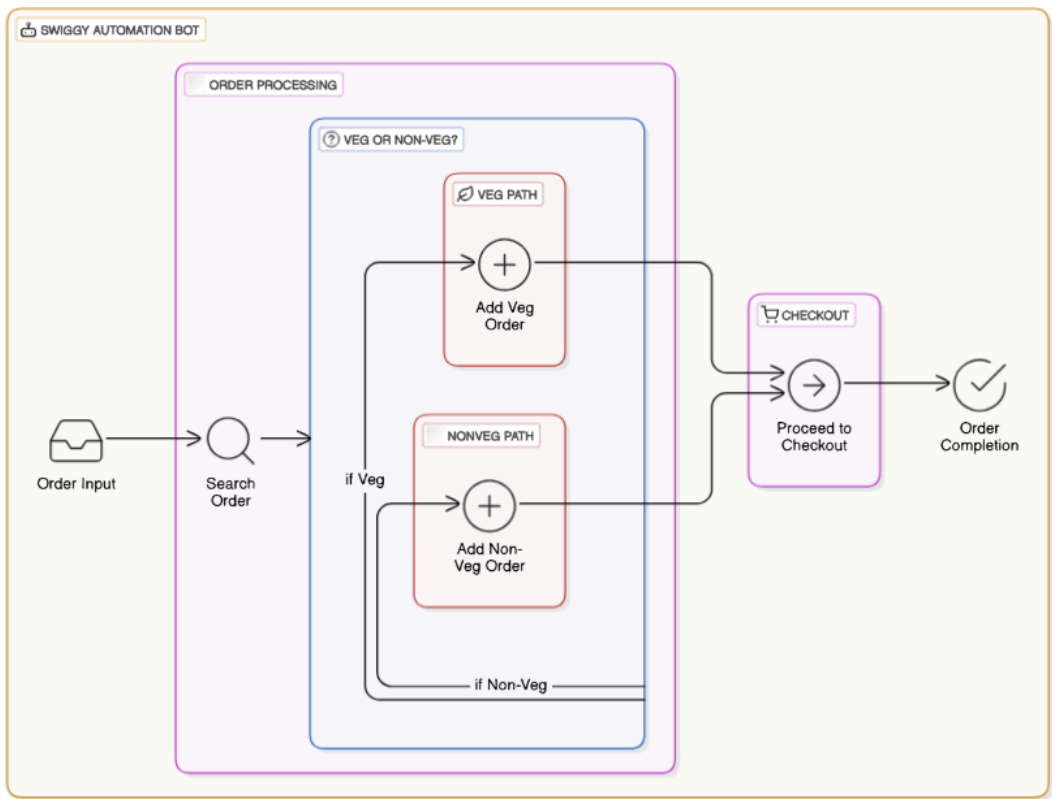 SWIGGY AUTOMATION BOT
ORDER PROCESSING
VEG OR NON-VEG?
VEG PATH
Add Veg
Order
CHECKOUT
Proceed to
Checkout
Order
Completion
NONVEG PATH
Order Input
Search
Order
if Veg
Add Non-
Veg Order
if Non-Veg